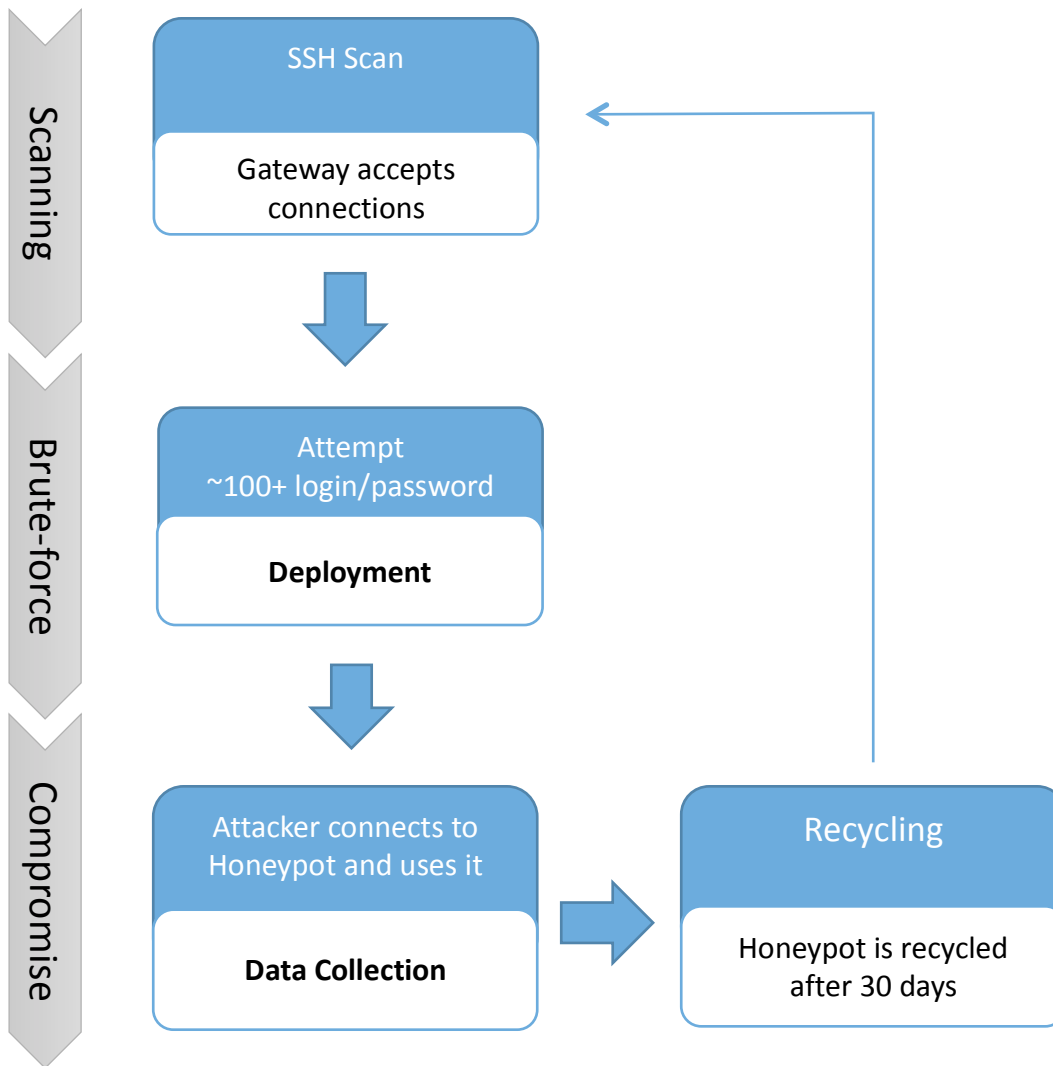 Scanning
SSH Scan
Gateway accepts
connections
Brute-force
Attempt
~100+ login/password
Deployment
Compromise
Attacker connects to
Honeypot and uses it
Data Collection
Recycling
Honeypot is recycled
after 30 days